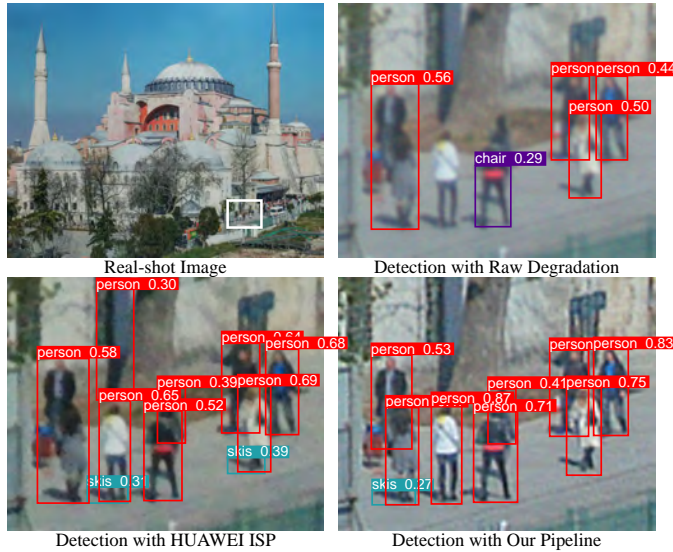 person 0.56
person
person 0.44
person 0.50
chair 0.29
Real-shot Image
Detection with Raw Degradation
person 0.30
person 0.58
person 0.68
person 0.39
person 0.69
person 0.65
person 0.52
skis 0.39
skis 0.31
person 0.53
person
person 0.83
person 0.41
person 0.75
person
0.87
person 0.71
skis 0.27
Detection with HUAWEI ISP
Detection with Our Pipeline